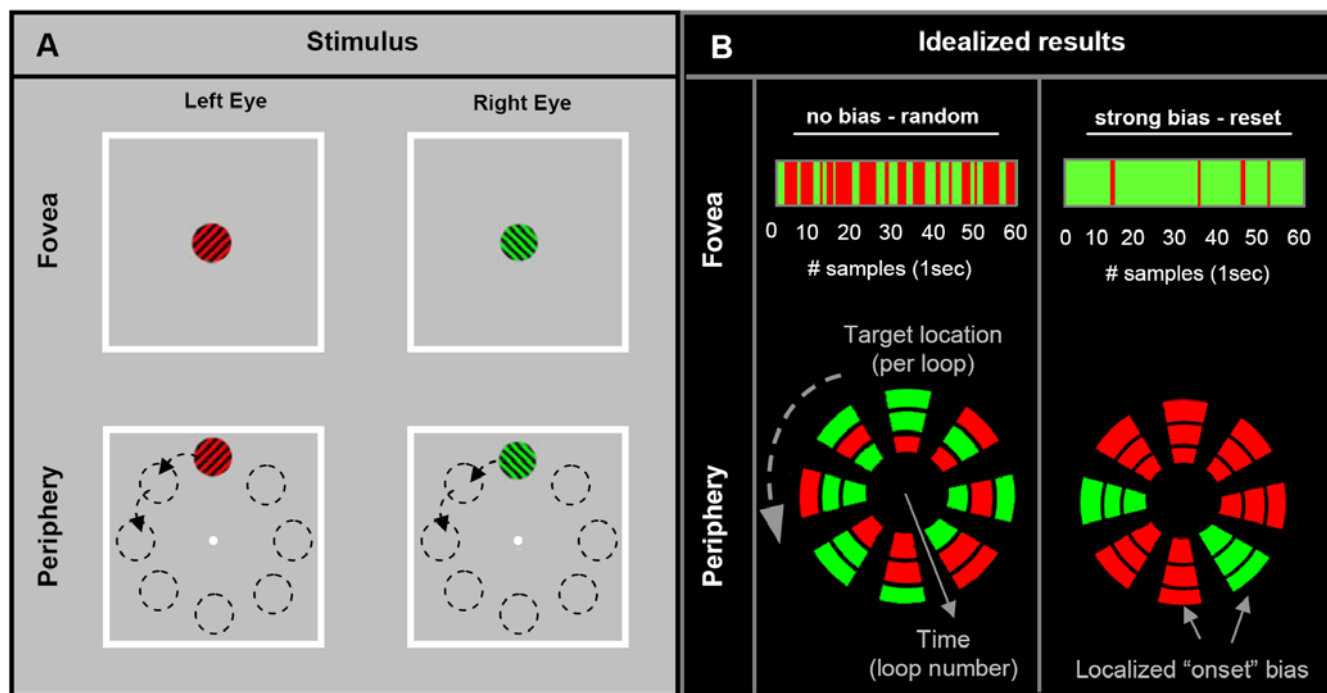 A
Stimulus
Left Eye
Right Eye
Fovea
Periphery
B
Idealized results
no bias - random
strong bias - reset
Fovea
0 10 20 30 40 50 60
# samples (1sec)
0 10 20 30 40 50 60
# samples (1sec)
Periphery
Target location
(per loop)
Time
(loop number)
Localized “onset” bias